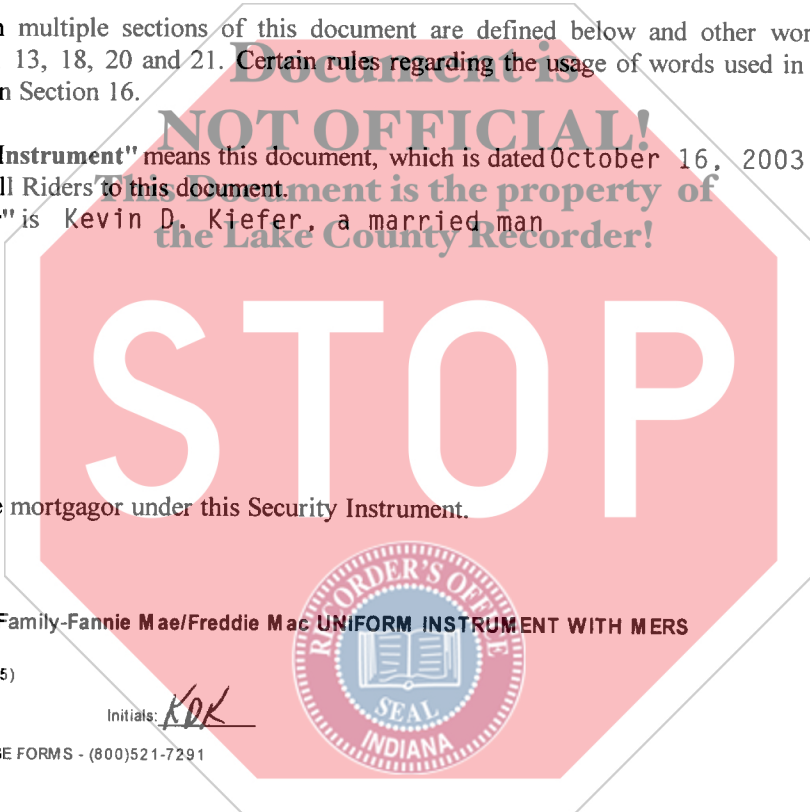 multiple sections of this document are defined below and other
13, 18, 20 and 21. Certain rules regarding the usage of words used in
Section 16.
Document is
NOT OFFICIAL!
This Document is the property of
the Lake County Recorder!
Instrument" means this document, which is dated October 16, 2003
Riders to this document.
" is Kevin D. Kiefer, a married man
STOP
mortgagor under this Security Instrument.
Family-Fannie Mae/Freddie Mac UNIFORM INSTRUMENT WITH MERS
5)
Initials: KDK
FORMS - (800)521-7291
RECORDER'S OFFICE
SEAL
INDIANA